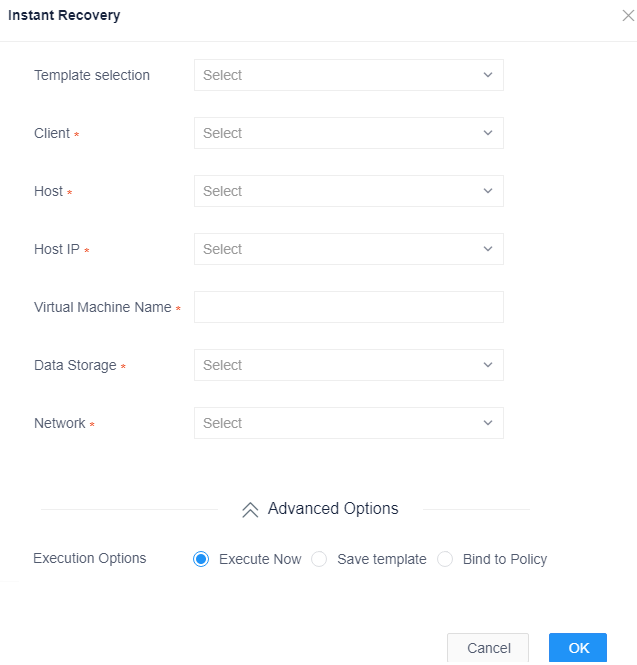 Instant Recovery
Template selection Select
Client * Select
Host * Select
Host IP * Select
Virtual Machine Name *
Data Storage * Select
Network * Select
Advanced Options
Execution Options Execute Now Save template Bind to Policy
Cancel OK